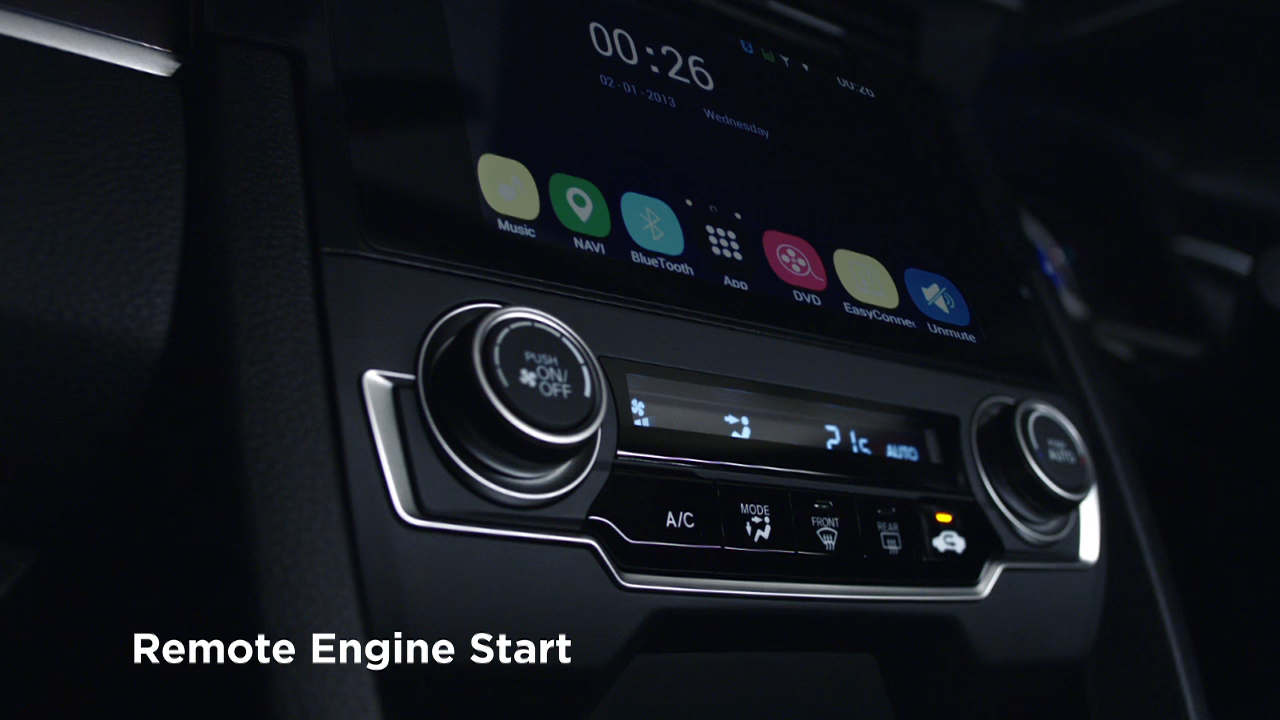 00:26
00:26
02-01-2013
Wednesday
Music
NAVI
BlueTooth
App
DVD
EasyConnec
Unmute
PUSH
ON/
OFF
21c
AUTO
AUTO
A/C
MODE
FRONT
REAR
Remote Engine Start